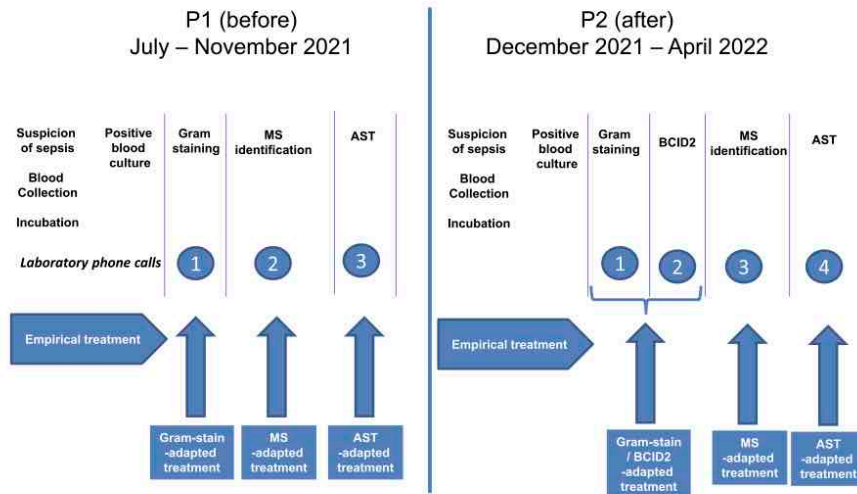 P1 (before)
July – November 2021
Suspicion
of sepsis
Blood
Collection
Incubation
Positive
blood
culture
Gram
staining
MS
identification
AST
Laboratory phone calls
1
2
3
Empirical treatment
Gram-stain
-adapted
treatment
MS
-adapted
treatment
AST
-adapted
treatment
P2 (after)
December 2021 – April 2022
Suspicion
of sepsis
Blood
Collection
Incubation
Positive
blood
culture
Gram
staining
BCID2
MS
identification
AST
1
2
3
4
Empirical treatment
Gram-stain
/ BCID2
-adapted
treatment
MS
-adapted
treatment
AST
-adapted
treatment